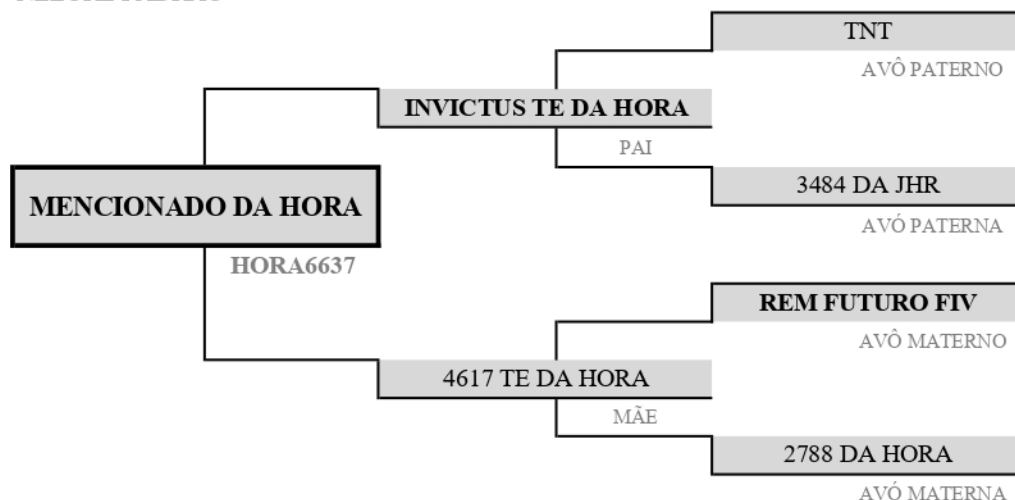 TNT
AVÔ PATERNO
INVICTUS TE DA HORA
PAI
3484 DA JHR
AVÓ PATERNA
MENCIONADO DA HORA
HORA6637
REM FUTURO FIV
AVÔ MATERNO
4617 TE DA HORA
MÃE
2788 DA HORA
AVÓ MATERNA